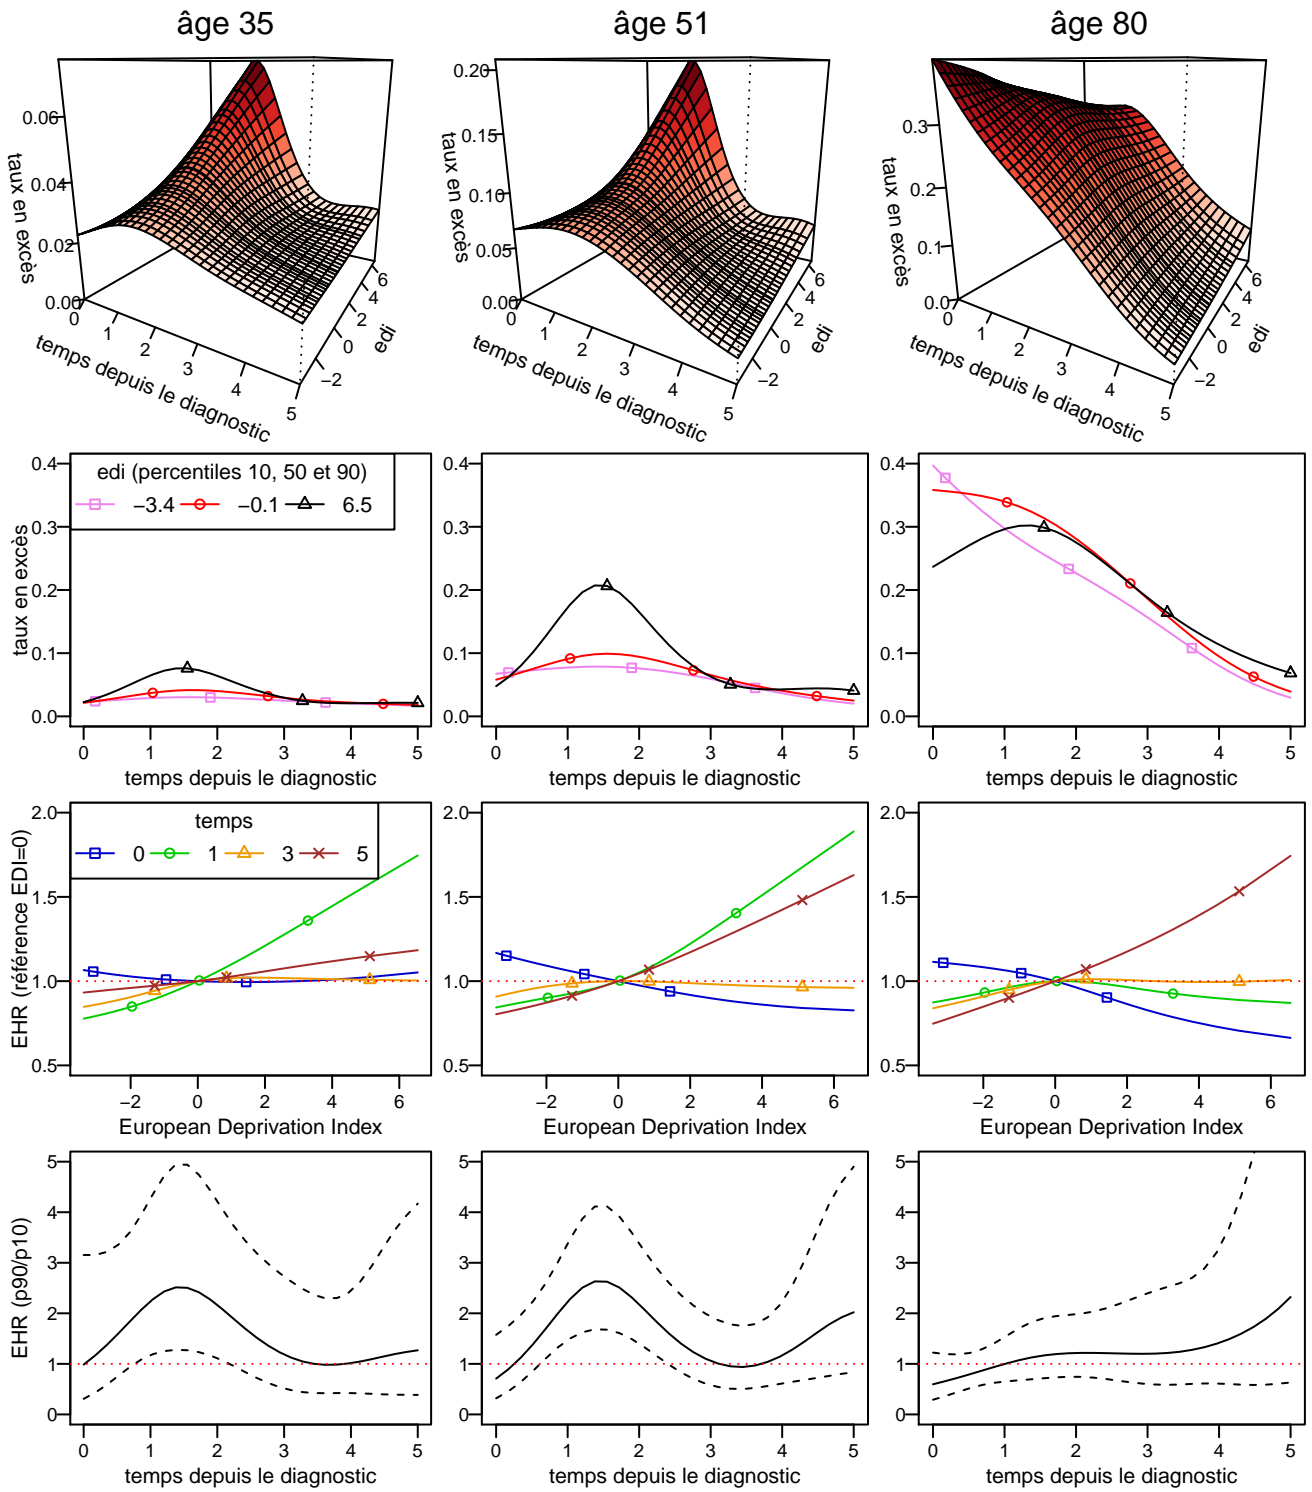 âge 35
âge 51
âge 80
0.00 0.02 0.04 0.06
taux en excès
0 1 2 3 4 5
temps depuis le diagnostic
−2 0 2 4 6
edi
0.00 0.05 0.10 0.15 0.20
taux en excès
0 1 2 3 4 5
temps depuis le diagnostic
−2 0 2 4 6
edi
0.0 0.1 0.2 0.3
taux en excès
0 1 2 3 4 5
temps depuis le diagnostic
−2 0 2 4 6
edi
edi (percentiles 10, 50 et 90)
−3.4 −0.1 6.5
0.0 0.1 0.2 0.3 0.4
taux en excès
0 1 2 3 4 5
temps depuis le diagnostic
0.0 0.1 0.2 0.3 0.4
0 1 2 3 4 5
temps depuis le diagnostic
0.0 0.1 0.2 0.3 0.4
0 1 2 3 4 5
temps depuis le diagnostic
temps
0 1 3 5
0.5 1.0 1.5 2.0
EHR (référence EDI=0)
−2 0 2 4 6
European Deprivation Index
0.5 1.0 1.5 2.0
−2 0 2 4 6
European Deprivation Index
0.5 1.0 1.5 2.0
−2 0 2 4 6
European Deprivation Index
0 1 2 3 4 5
EHR (p90/p10)
0 1 2 3 4 5
temps depuis le diagnostic
0 1 2 3 4 5
0 1 2 3 4 5
temps depuis le diagnostic
0 1 2 3 4 5
0 1 2 3 4 5
temps depuis le diagnostic